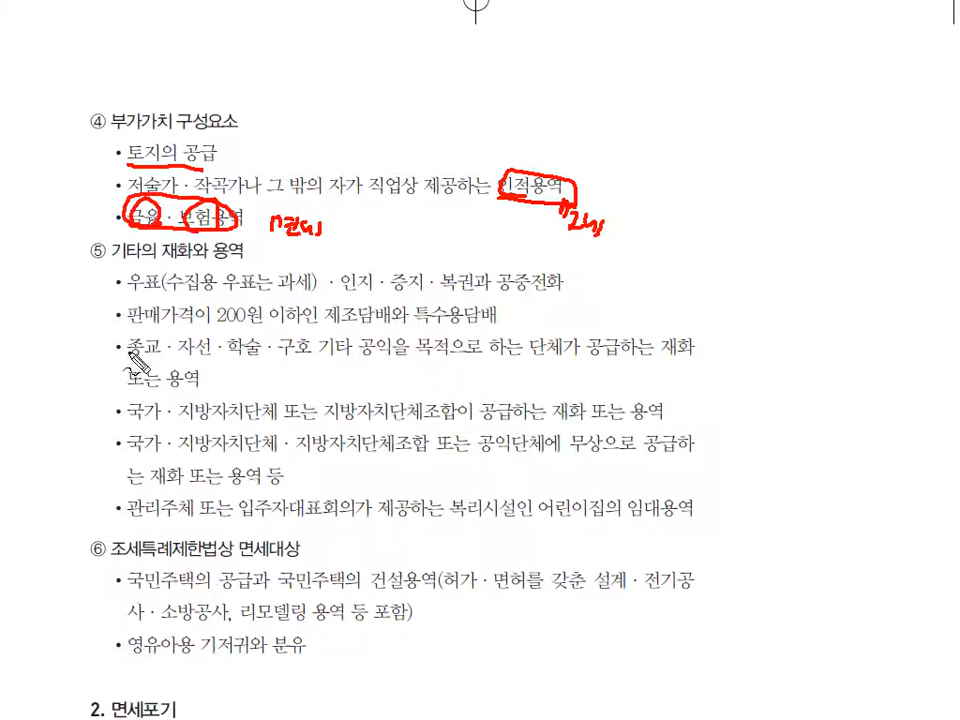 ④ 부가가치 구성요소
• 토지의 공급
• 저술가 · 작곡가나 그 밖의 자가 직업상 제공하는 인적용역
• 금융 · 보험용역
⑤ 기타의 재화와 용역
• 우표(수집용 우표는 과세) · 인지 · 증지 · 복권과 공중전화
• 판매가격이 200원 이하인 제조담배와 특수용담배
• 종교 · 자선 · 학술 · 구호 기타 공익을 목적으로 하는 단체가 공급하는 재화
또는 용역
• 국가 · 지방자치단체 또는 지방자치단체조합이 공급하는 재화 또는 용역
• 국가 · 지방자치단체 · 지방자치단체조합 또는 공익단체에 무상으로 공급하
는 재화 또는 용역 등
• 관리주체 또는 입주자대표회의가 제공하는 복리시설인 어린이집의 임대용역
⑥ 조세특례제한법상 면세대상
• 국민주택의 공급과 국민주택의 건설용역(허가 · 면허를 갖춘 설계 · 전기공
사 · 소방공사, 리모델링 용역 등 포함)
• 영유아용 기저귀와 분유
2. 면세포기